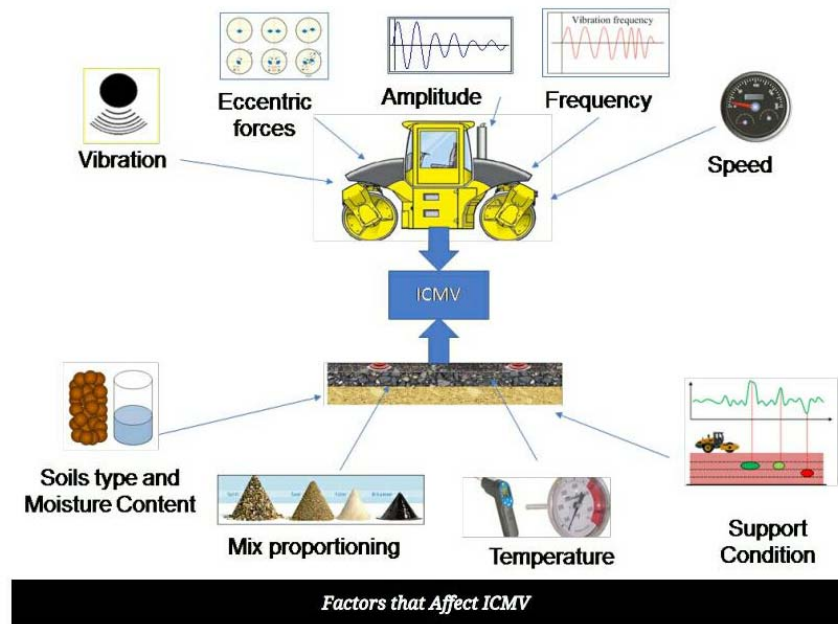 Vibration frequency
Eccentric
forces
Amplitude
Frequency
Vibration
Speed
ICMV
Soils type and
Moisture Content
Mix proportioning
Temperature
Support
Condition
Factors that Affect ICMV